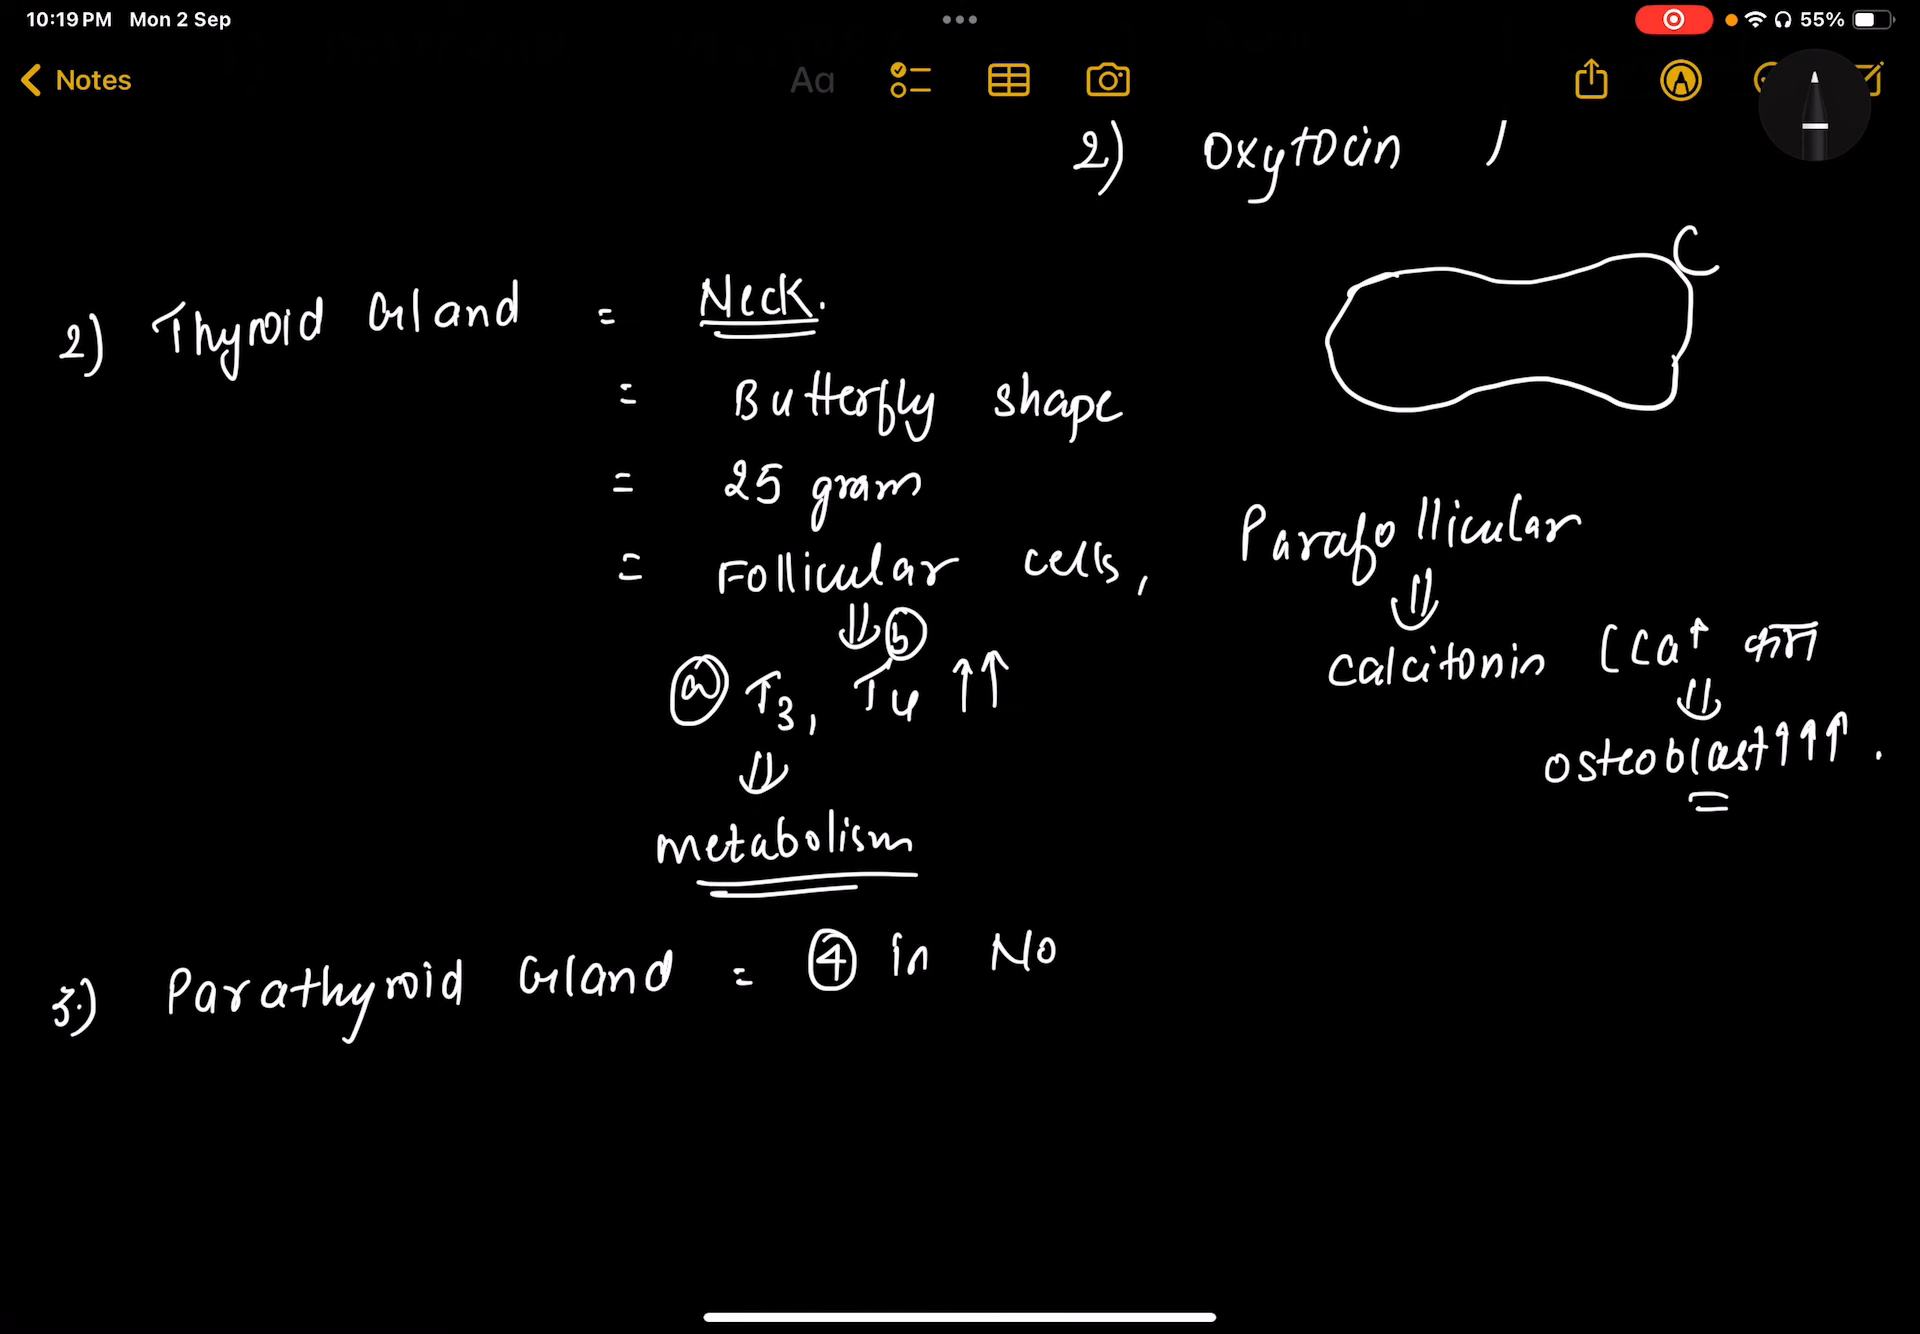 10:19 PM Mon 2 Sep
55%
Notes
Aa
2) Oxytocin
C
2) Thyroid Gland = Neck.
= Butterfly shape
= 25 gram
= Follicular cells, Parafollicular
⇓ ⇓
b
a T3, T4 ↑↑
calcitonin (Ca+ कम
⇓ ⇓
osteoblast↑↑↑.
metabolism
3.) Parathyroid Gland = 4 in No